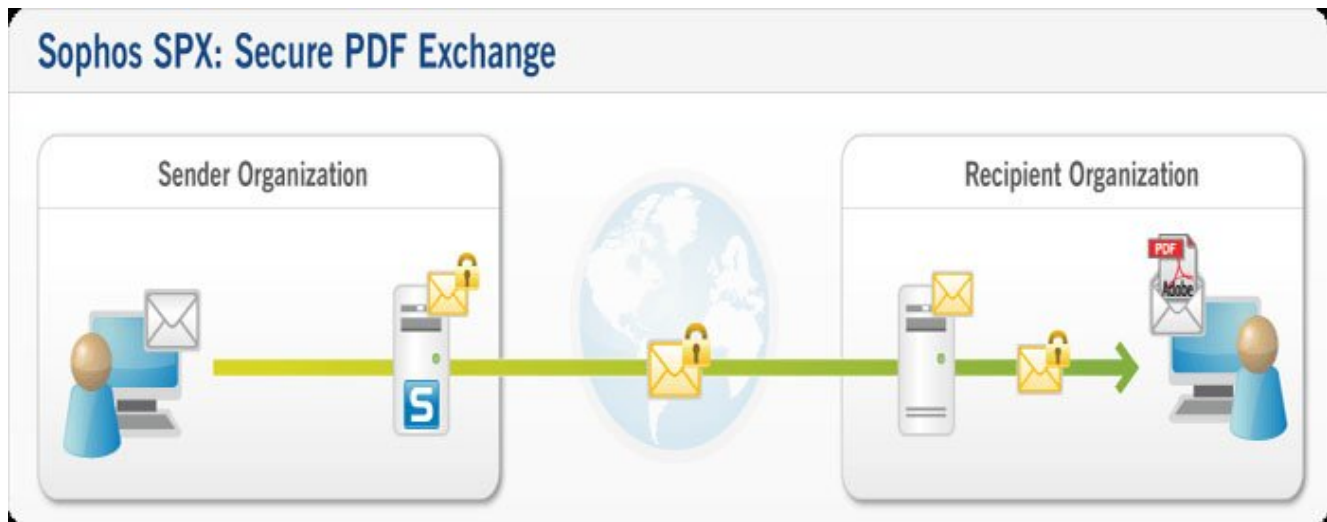 Sophos SPX: Secure PDF Exchange
Sender Organization
Recipient Organization
PDF
Adobe
S